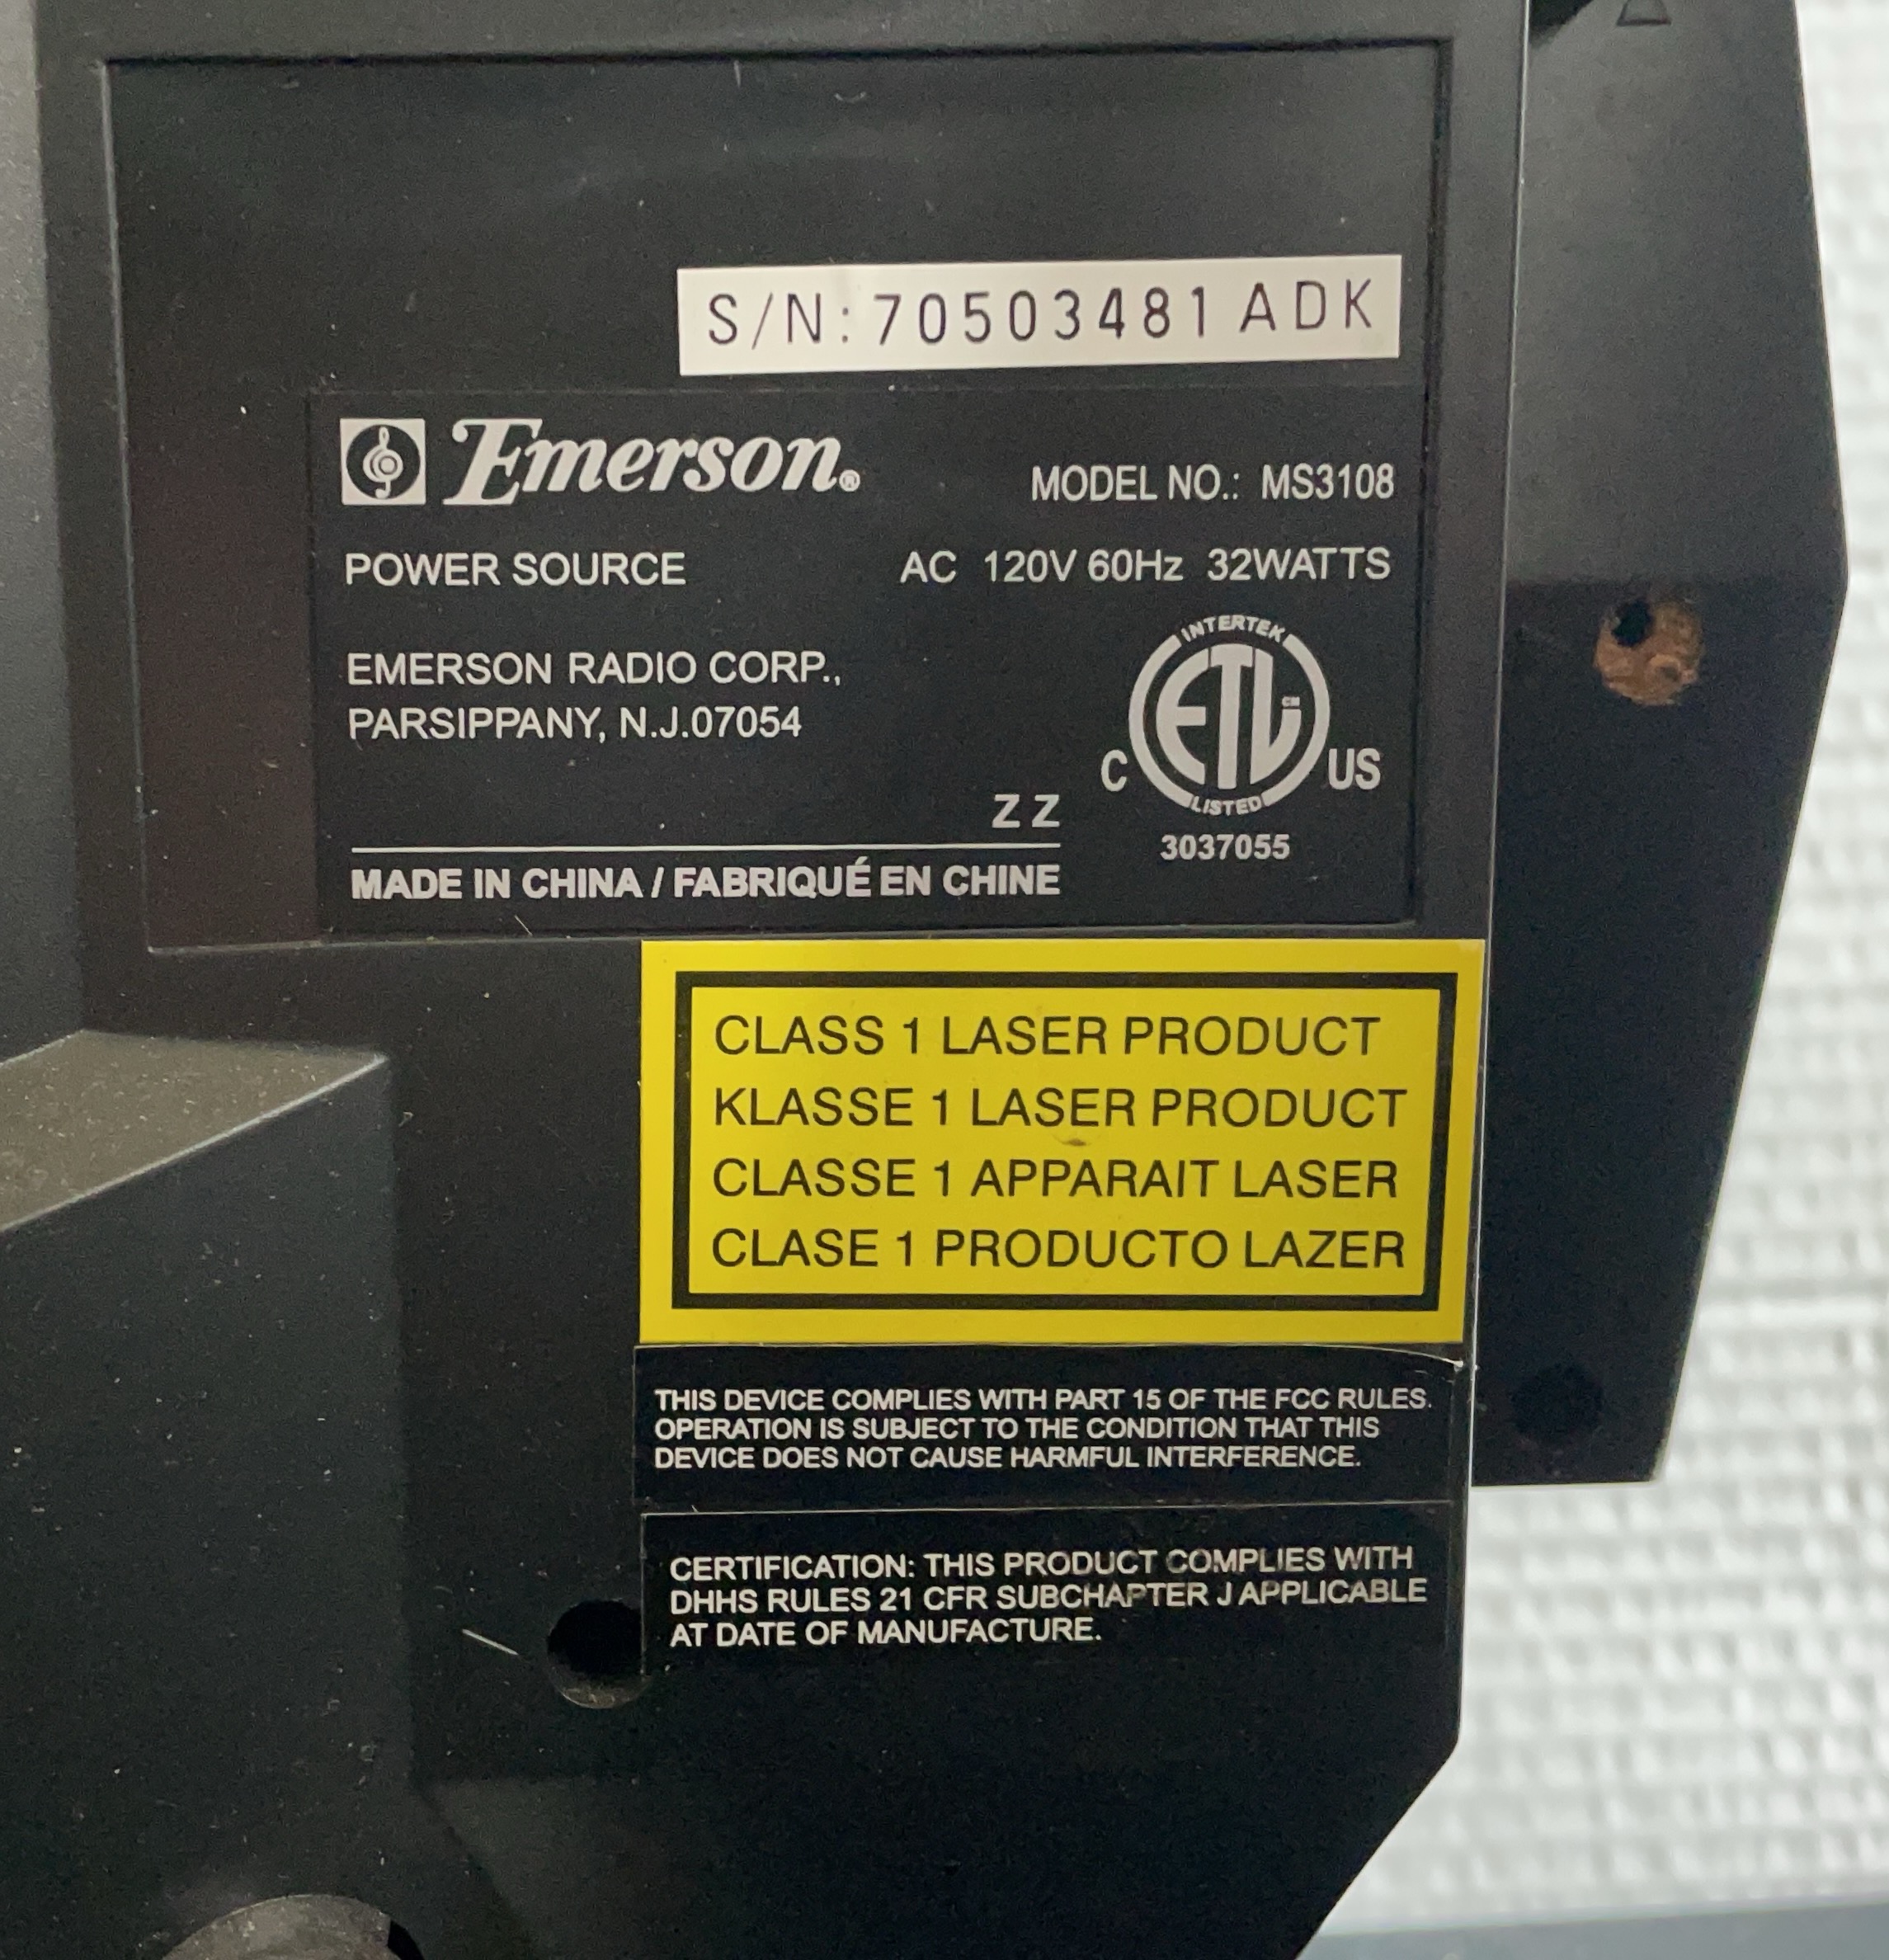 S/N: 70503481 ADK
Emerson®
MODEL NO.: MS3108
POWER SOURCE AC 120V 60Hz 32WATTS
EMERSON RADIO CORP.,
PARSIPPANY, N.J.07054
INTERTEK
ETL CM
C US
LISTED
3037055
ZZ
MADE IN CHINA / FABRIQUÉ EN CHINE
CLASS 1 LASER PRODUCT
KLASSE 1 LASER PRODUCT
CLASSE 1 APPARAIT LASER
CLASE 1 PRODUCTO LAZER
THIS DEVICE COMPLIES WITH PART 15 OF THE FCC RULES.
OPERATION IS SUBJECT TO THE CONDITION THAT THIS
DEVICE DOES NOT CAUSE HARMFUL INTERFERENCE.
CERTIFICATION: THIS PRODUCT COMPLIES WITH
DHHS RULES 21 CFR SUBCHAPTER J APPLICABLE
AT DATE OF MANUFACTURE.